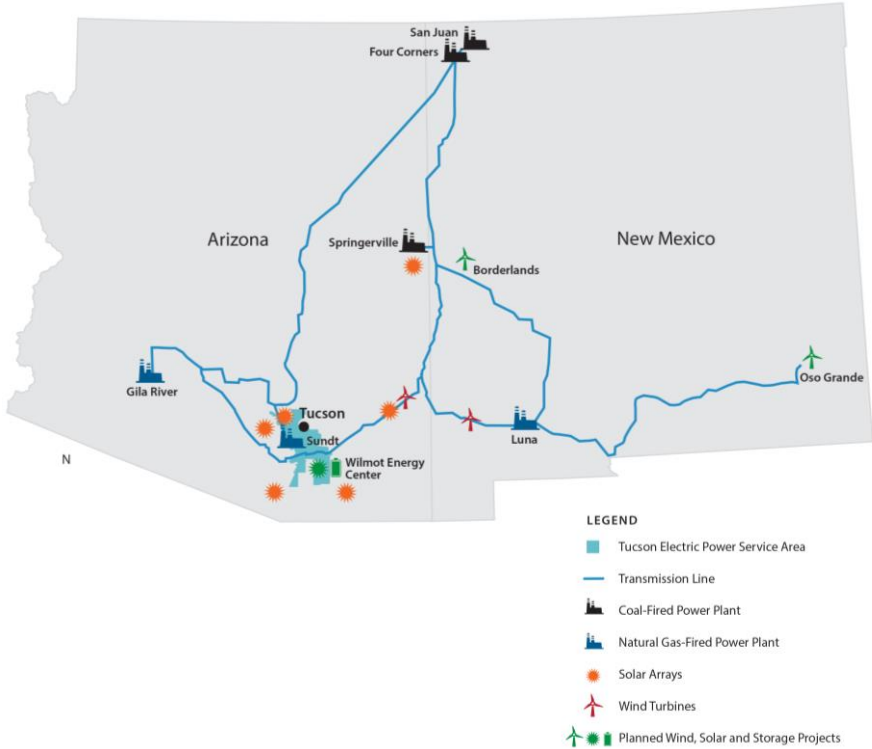 San Juan
Four Corners
Arizona
New Mexico
Springerville
Borderlands
Gila River
Oso Grande
Tucson
Sundt
Luna
N
Wilmot Energy
Center
LEGEND
Tucson Electric Power Service Area
Transmission Line
Coal-Fired Power Plant
Natural Gas-Fired Power Plant
Solar Arrays
Wind Turbines
Planned Wind, Solar and Storage Projects